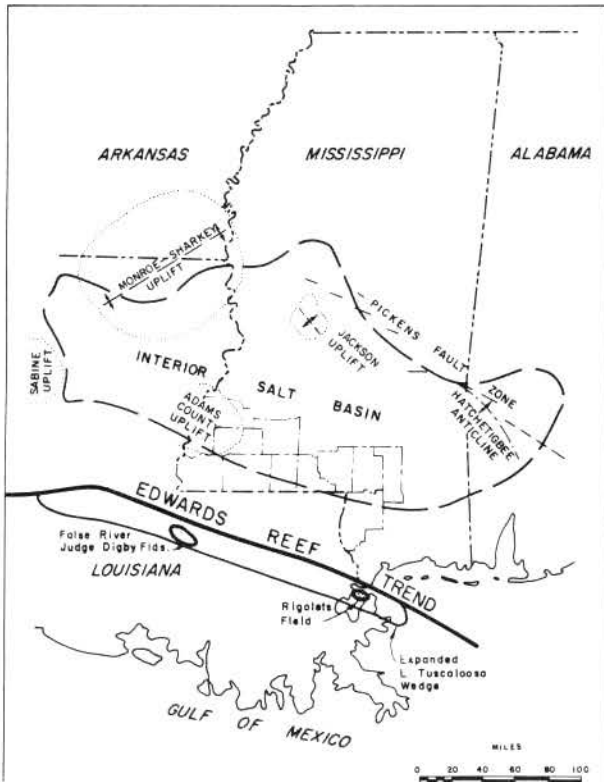 ARKANSAS
MISSISSIPPI
ALABAMA
MONROE-SHARKEY
UPLIFT
PICKENS FAULT ZONE
JACKSON
UPLIFT
SABINE
UPLIFT
INTERIOR SALT BASIN
HATCHETIGBEE
ANTICLINE
ADAMS
COUNTY
UPLIFT
EDWARDS REEF TREND
False River
Judge Digby Flds.
LOUISIANA
Rigolets
Field
Expanded
L. Tuscaloosa
Wedge
GULF OF MEXICO
MILES
0 20 40 60 80 100